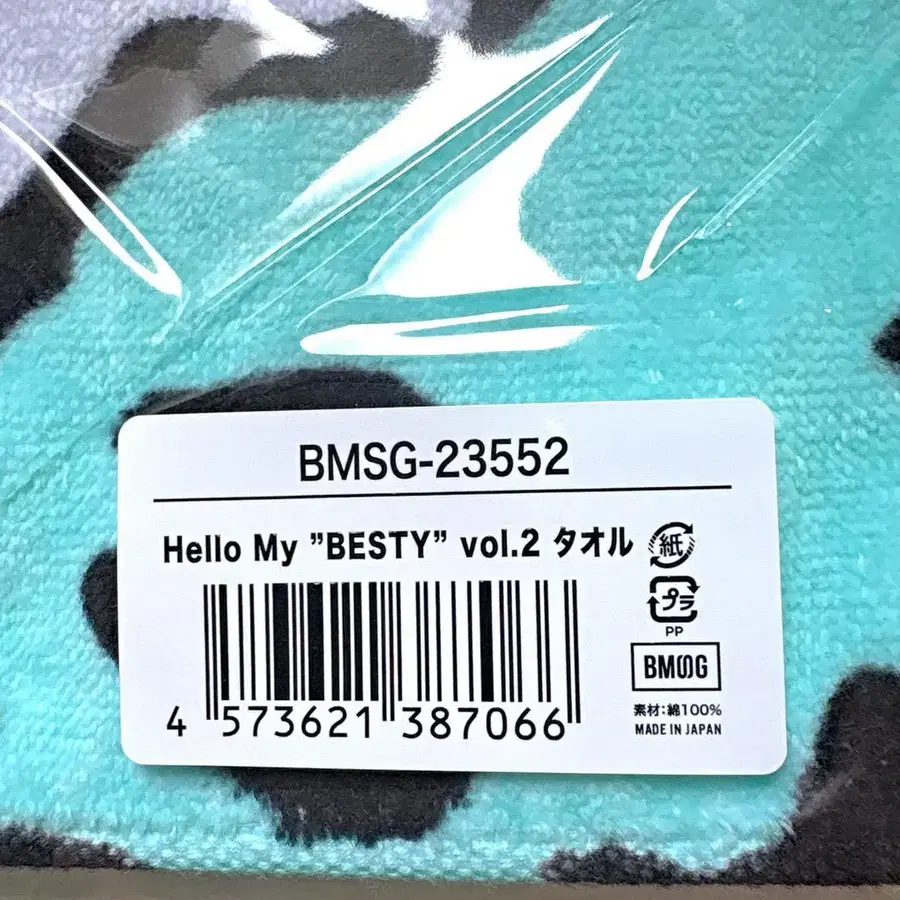 BMSG-23552
Hello My ”BESTY” vol.2 タオル
紙
プラ
PP
BMSG
素材:綿100%
MADE IN JAPAN
4 573621 387066